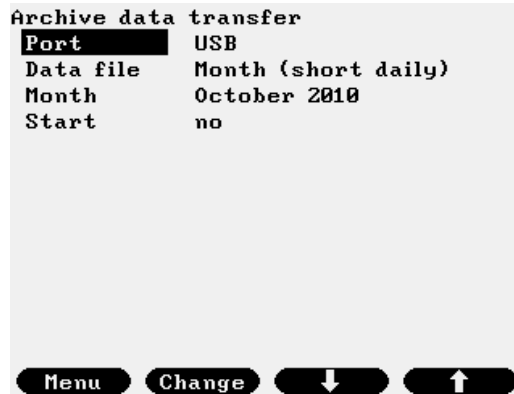 Archive data transfer
Port USB
Data file Month (short daily)
Month October 2010
Start no
Menu Change ↓ ↑